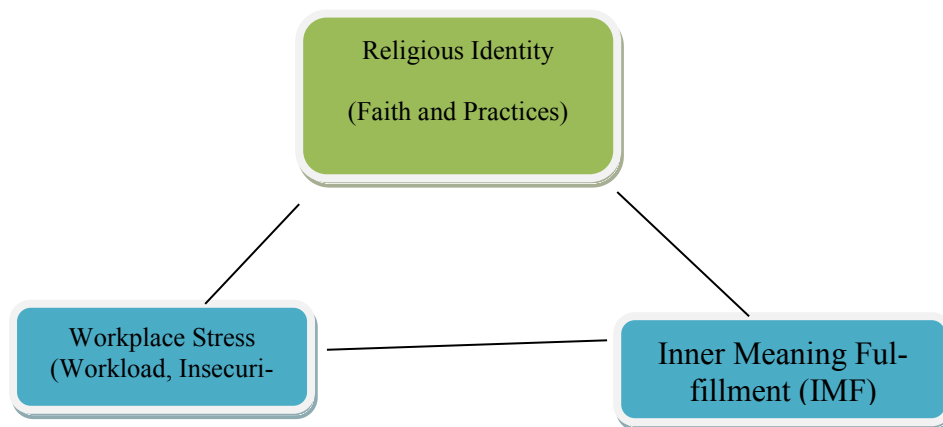 Religious Identity
(Faith and Practices)
Workplace Stress
(Workload, Insecuri-
Inner Meaning Ful-
fillment (IMF)